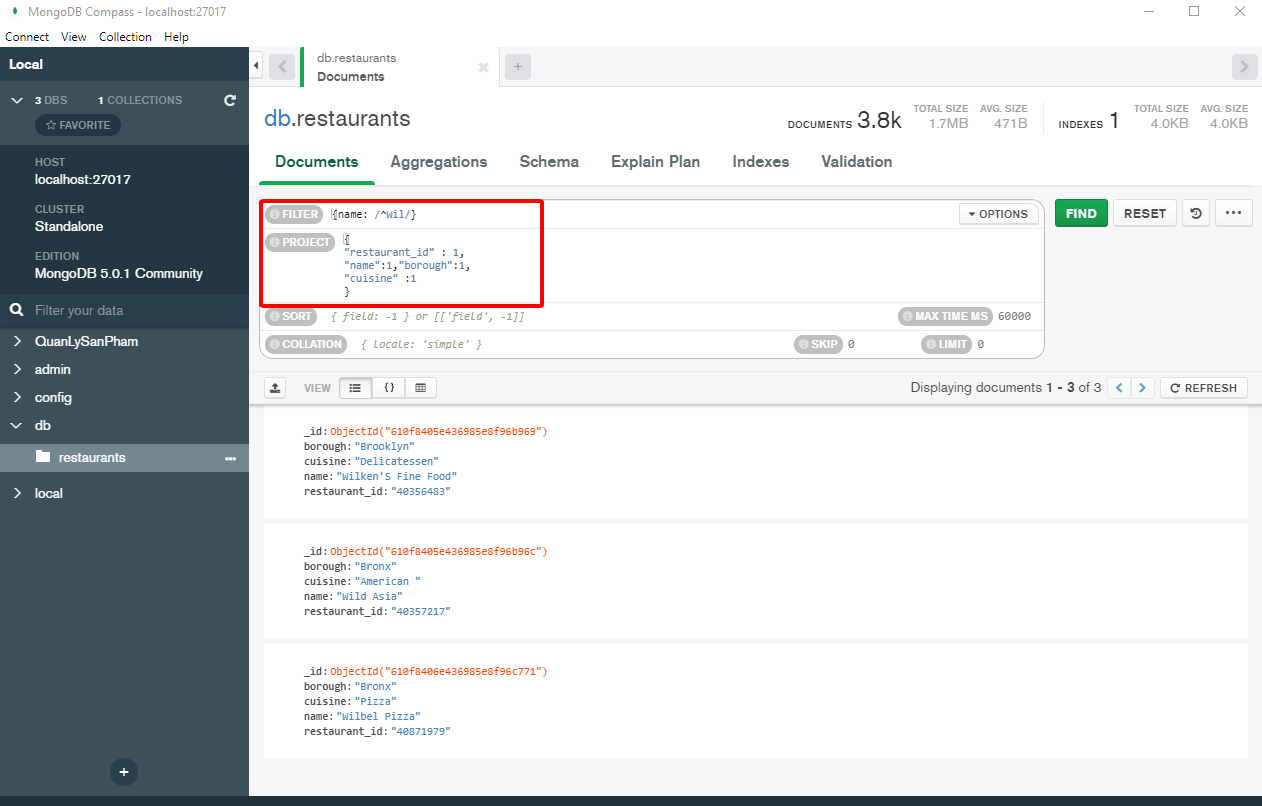 MongoDB Compass - localhost:27017
Connect View Collection Help
Local
3 DBS 1 COLLECTIONS
FAVORITE
HOST
localhost:27017
CLUSTER
Standalone
EDITION
MongoDB 5.0.1 Community
Filter your data
QuanLySanPham
admin
config
db
restaurants
local
db.restaurants
Documents
db.restaurants
DOCUMENTS 3.8k
TOTAL SIZE
1.7MB
AVG. SIZE
471B
INDEXES 1
TOTAL SIZE
4.0KB
AVG. SIZE
4.0KB
Documents Aggregations Schema Explain Plan Indexes Validation
FILTER {name: /^Wil/}
OPTIONS
FIND RESET
PROJECT {
"restaurant_id" : 1,
"name":1,"borough":1,
"cuisine" :1
}
SORT { field: -1 } or [['field', -1]]
MAX TIME MS 60000
COLLATION { locale: 'simple' }
SKIP 0
LIMIT 0
VIEW
{}
Displaying documents 1 - 3 of 3
REFRESH
_id: ObjectId("610f8405e436985e8f96b969")
borough: "Brooklyn"
cuisine: "Delicatessen"
name: "Wilken'S Fine Food"
restaurant_id: "40356483"
_id: ObjectId("610f8405e436985e8f96b96c")
borough: "Bronx"
cuisine: "American "
name: "Wild Asia"
restaurant_id: "40357217"
_id: ObjectId("610f8406e436985e8f96c771")
borough: "Bronx"
cuisine: "Pizza"
name: "Wilbel Pizza"
restaurant_id: "40871979"